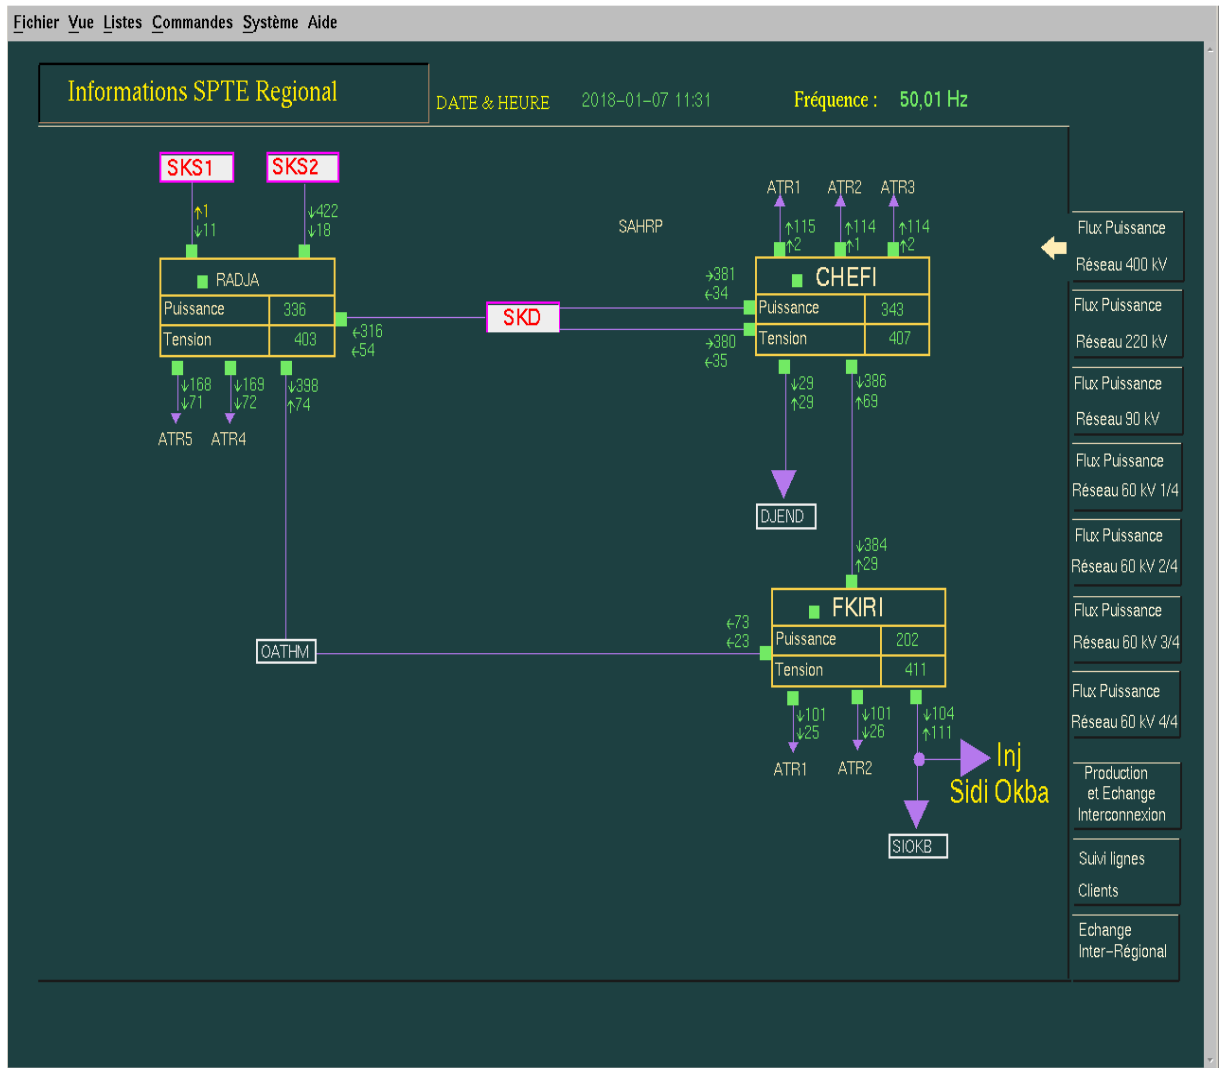 Fichier Vue Listes Commandes Système Aide
Informations SPTE Regional
DATE & HEURE 2018-01-07 11:31 Fréquence : 50,01 Hz
SKS1 SKS2
↑1
↓11
↓422
↓18
RADJA
Puissance 336
Tension 403
←316
←54
↓168
↓71
↓169
↓72
↓398
↑74
ATR5 ATR4
SKD
SAHRP
ATR1 ATR2 ATR3
↑115
↑2
↑114
↑1
↑114
↑2
→381
←34
→380
←35
CHEFI
Puissance 343
Tension 407
↓29
↑29
↓386
↑69
DJEND
↓384
↑29
OATHM
←73
←23
FKIRI
Puissance 202
Tension 411
↓101
↓25
↓101
↓26
↓104
↑111
ATR1 ATR2
Inj
Sidi Okba
SIOKB
Flux Puissance
Réseau 400 kV
Flux Puissance
Réseau 220 kV
Flux Puissance
Réseau 90 kV
Flux Puissance
Réseau 60 kV 1/4
Flux Puissance
Réseau 60 kV 2/4
Flux Puissance
Réseau 60 kV 3/4
Flux Puissance
Réseau 60 kV 4/4
Production
et Echange
Interconnexion
Suivi lignes
Clients
Echange
Inter-Régional